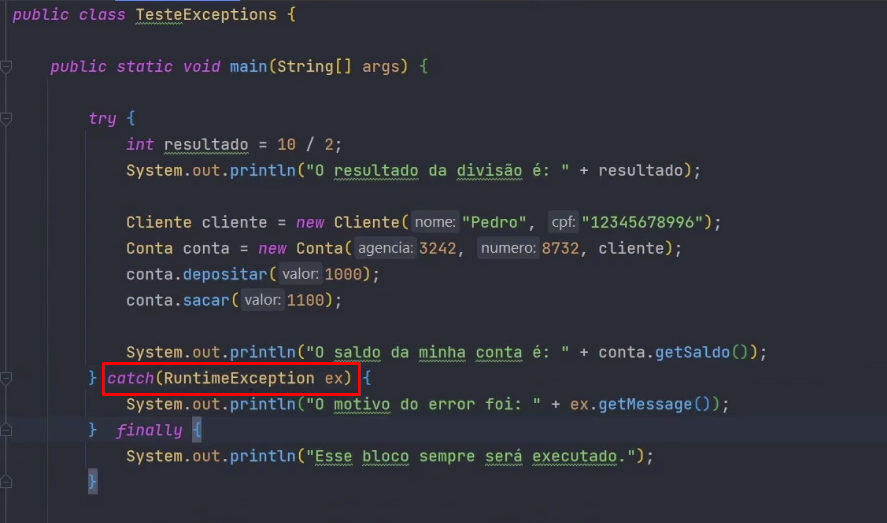 public class TesteExceptions {
public static void main(String[] args) {
try {
int resultado = 10 / 2;
System.out.println("O resultado da divisão é: " + resultado);
Cliente cliente = new Cliente( nome: "Pedro", cpf: "12345678996");
Conta conta = new Conta( agencia: 3242, numero: 8732, cliente);
conta.depositar( valor: 1000);
conta.sacar( valor: 1100);
System.out.println("O saldo da minha conta é: " + conta.getSaldo());
} catch(RuntimeException ex) {
System.out.println("O motivo do error foi: " + ex.getMessage());
} finally {
System.out.println("Esse bloco sempre será executado.");
}